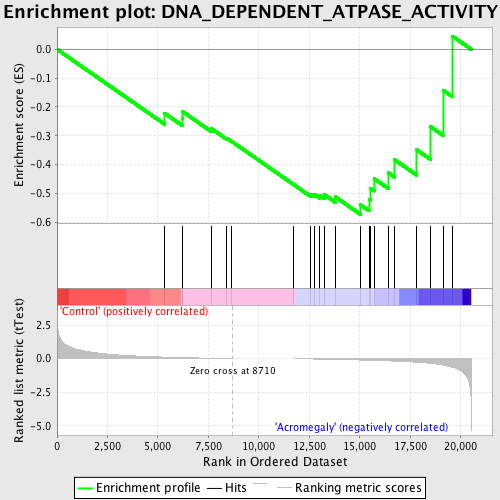 Enrichment plot: DNA_DEPENDENT_ATPASE_ACTIVITY
Enrichment score (ES)
0.0
-0.1
-0.2
-0.3
-0.4
-0.5
-0.6
'Control' (positively correlated)
Ranked list metric (tTest)
2.5
0.0
-2.5
-5.0
Zero cross at 8710
'Acromegaly' (negatively correlated)
0 2,500 5,000 7,500 10,000 12,500 15,000 17,500 20,000
Rank in Ordered Dataset
Enrichment profile Hits Ranking metric scores